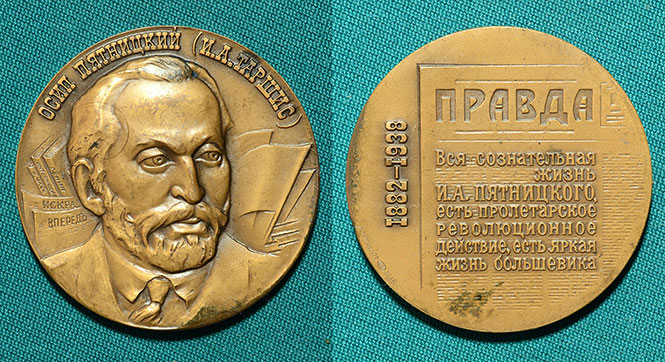 ОСИП ПЯТНИЦКИЙ (И.А.ТАРШИС)
ИСКРА
ВПЕРЕДЪ
1882–1938
ПРАВДА
Вся сознательная
жизнь
И.А.ПЯТНИЦКОГО,
есть пролетарское
революционное
действие, есть яркая
жизнь большевика